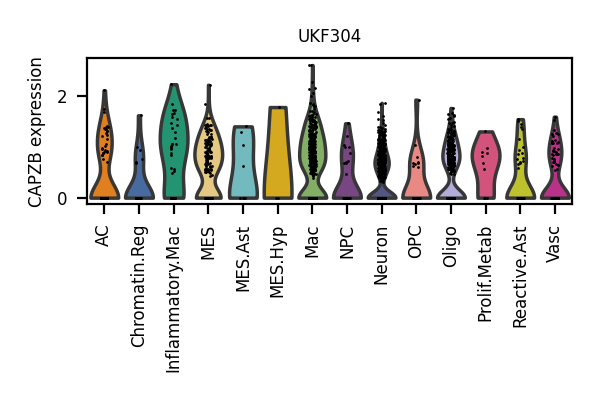 UKF304
CAPZB expression
2
0
AC
Chromatin.Reg
Inflammatory.Mac
MES
MES.Ast
MES.Hyp
Mac
NPC
Neuron
OPC
Oligo
Prolif.Metab
Reactive.Ast
Vasc